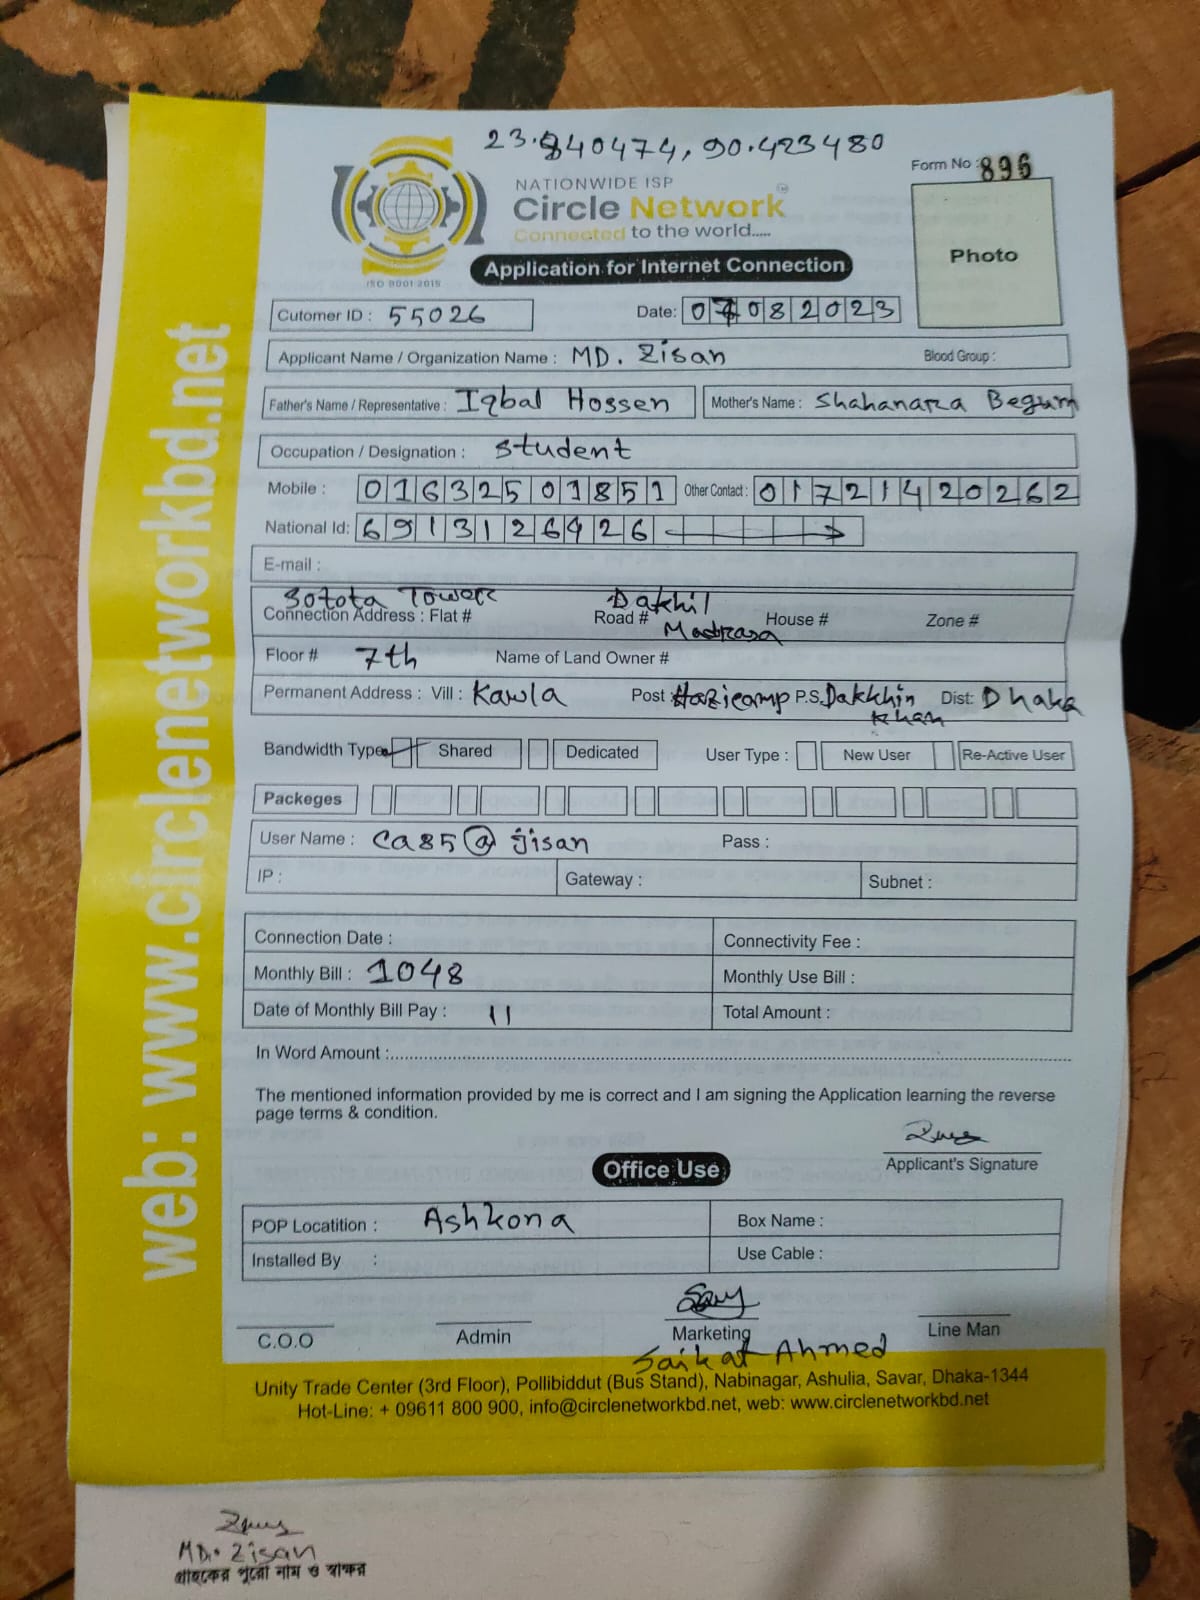 23.840474, 90.423480
Form No : 896
NATIONWIDE ISP
Circle Network
Connected to the world.....
ISO 9001:2015
Application for Internet Connection
Photo
Cutomer ID : 55026 Date: 07082023
Applicant Name / Organization Name : MD. Zisan Blood Group :
Father's Name / Representative : Iqbal Hossen Mother's Name : Shahanara Begum
Occupation / Designation : Student
Mobile : 01632501851 Other Contact : 01721420262
National Id: 6913126426
E-mail :
Tower Dakhil
Connection Address : Flat # Road # Madrasa House # Zone #
Floor # 7th Name of Land Owner #
Permanent Address : Vill : Kawla Post : Hazicamp P.S. Dakkhin Khan Dist: Dhaka
Bandwidth Type Shared Dedicated User Type : New User Re-Active User
Packeges
User Name : Ca85@jisan Pass :
IP : Gateway : Subnet :
Connection Date : Connectivity Fee :
Monthly Bill : 1048 Monthly Use Bill :
Date of Monthly Bill Pay : 11 Total Amount :
In Word Amount :
The mentioned information provided by me is correct and I am signing the Application learning the reverse
page terms & condition.
Applicant's Signature
Office Use
POP Locatition : Ashkona Box Name :
Installed By : Use Cable :
C.O.O Admin Marketing Line Man
Saikat Ahmed
Unity Trade Center (3rd Floor), Pollibiddut (Bus Stand), Nabinagar, Ashulia, Savar, Dhaka-1344
Hot-Line: + 09611 800 900, info@circlenetworkbd.net, web: www.circlenetworkbd.net
web: www.circlenetworkbd.net
MD. Zisan
গ্রাহকের পুরো নাম ও স্বাক্ষর